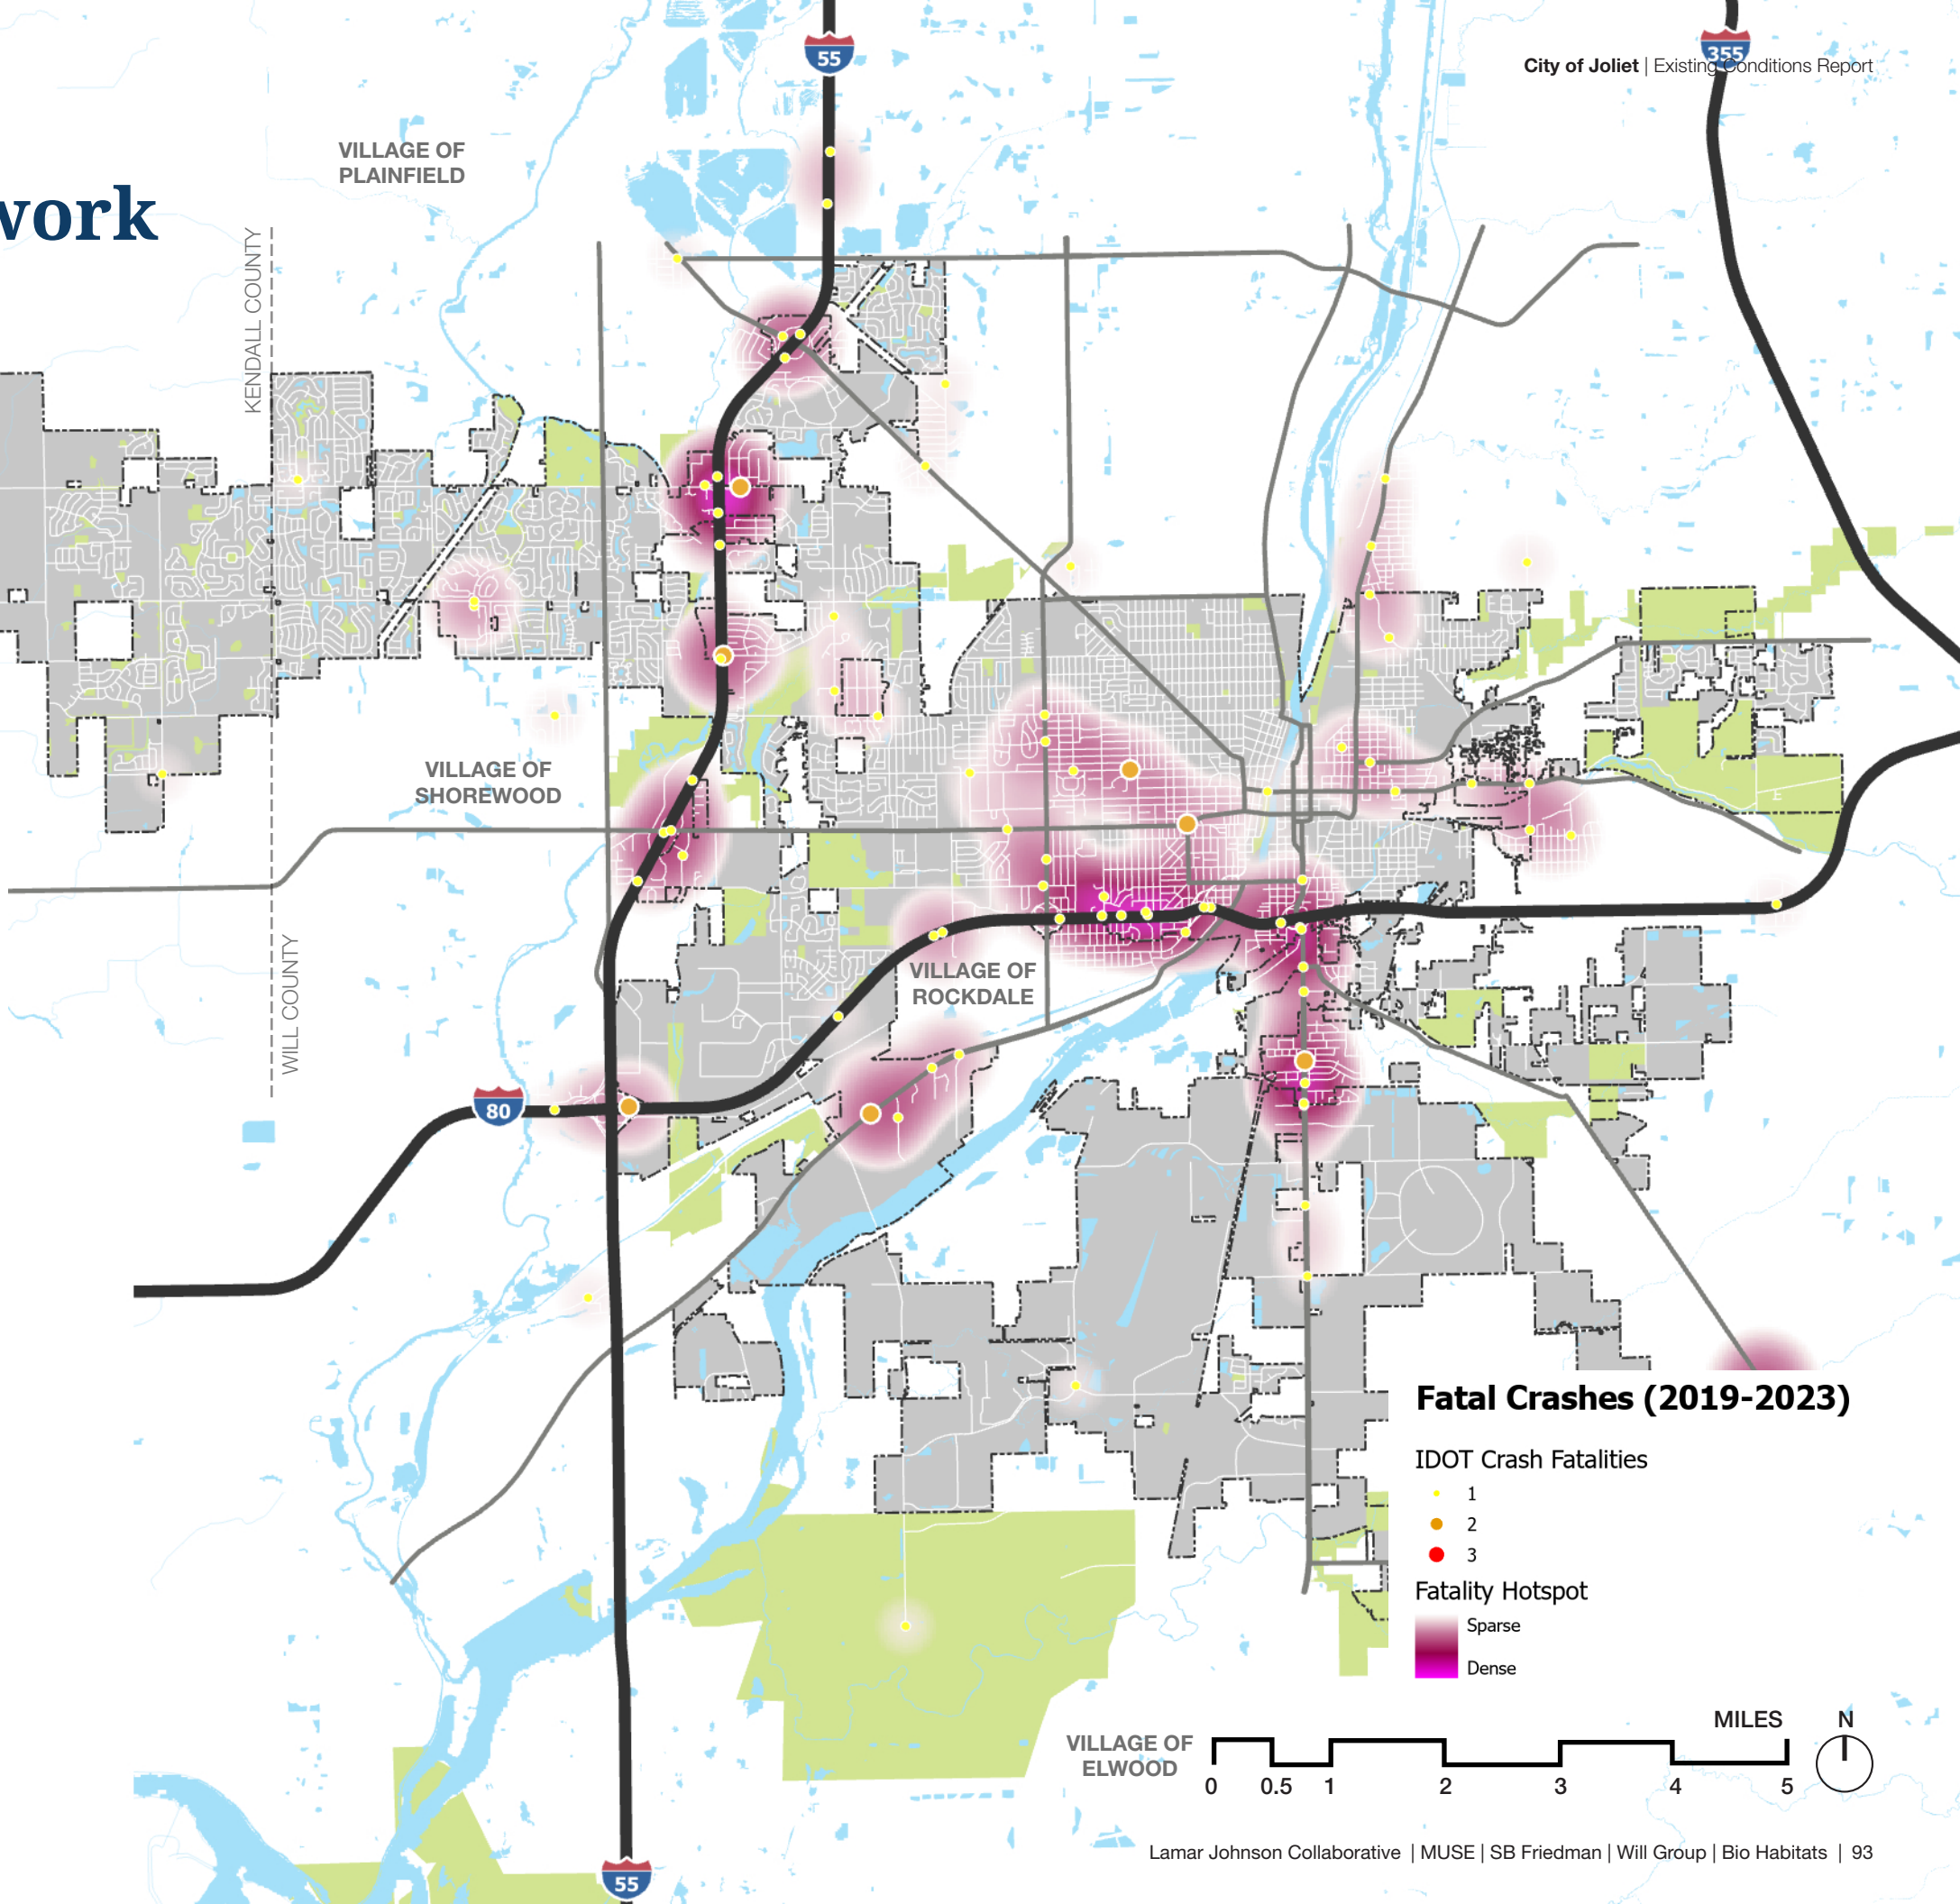 55
355
City of Joliet | Existing Conditions Report
VILLAGE OF
PLAINFIELD
work
KENDALL COUNTY
VILLAGE OF
SHOREWOOD
WILL COUNTY
VILLAGE OF
ROCKDALE
80
Fatal Crashes (2019-2023)
IDOT Crash Fatalities
1
2
3
Fatality Hotspot
Sparse
Dense
MILES
N
VILLAGE OF
ELWOOD
0 0.5 1 2 3 4 5
Lamar Johnson Collaborative | MUSE | SB Friedman | Will Group | Bio Habitats | 93
55